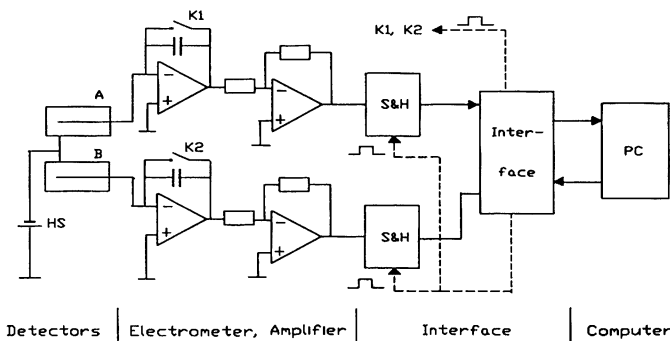 K1
K1, K2
A
S&H
Inter-
face
PC
B
K2
HS
S&H
Detectors
Electrometer, Amplifier
Interface
Computer